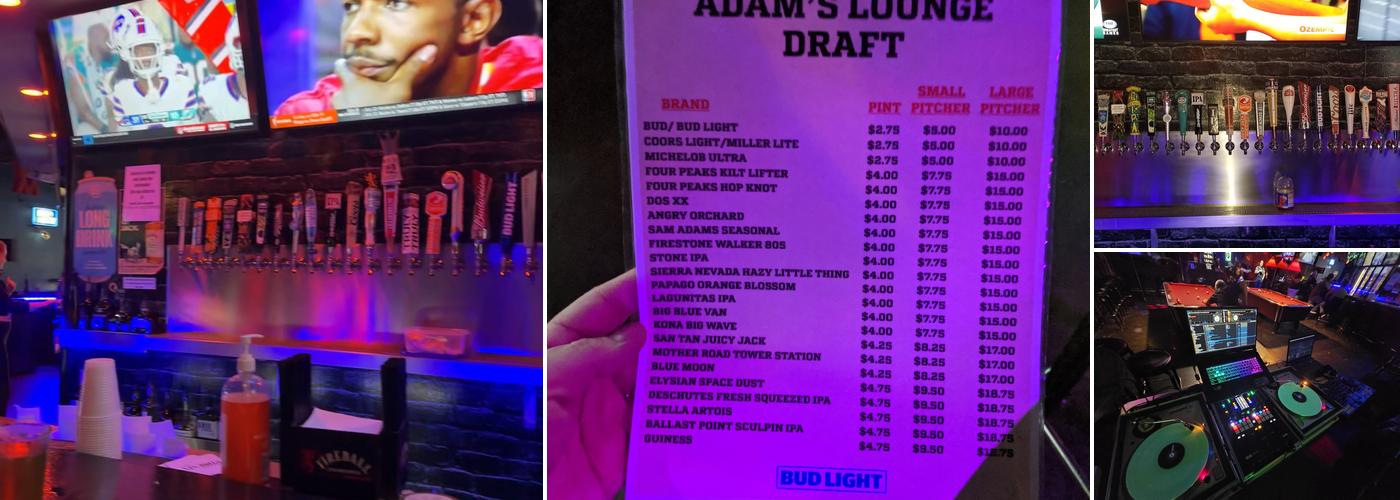 LONG
DRINK
IPA
Coors
Budweiser
BUD LIGHT
FIREBALL
ADAM'S LOUNGE
DRAFT
BRAND PINT SMALL PITCHER LARGE PITCHER
BUD/ BUD LIGHT $2.75 $5.00 $10.00
COORS LIGHT/MILLER LITE $2.75 $5.00 $10.00
MICHELOB ULTRA $2.75 $5.00 $10.00
FOUR PEAKS KILT LIFTER $4.00 $7.75 $15.00
FOUR PEAKS HOP KNOT $4.00 $7.75 $15.00
DOS XX $4.00 $7.75 $15.00
ANGRY ORCHARD $4.00 $7.75 $15.00
SAM ADAMS SEASONAL $4.00 $7.75 $15.00
FIRESTONE WALKER 805 $4.00 $7.75 $15.00
STONE IPA $4.00 $7.75 $15.00
SIERRA NEVADA HAZY LITTLE THING $4.00 $7.75 $15.00
PAPAGO ORANGE BLOSSOM $4.00 $7.75 $15.00
LAGUNITAS IPA $4.00 $7.75 $15.00
BIG BLUE VAN $4.00 $7.75 $15.00
KONA BIG WAVE $4.00 $7.75 $15.00
SAN TAN JUICY JACK $4.25 $8.25 $17.00
MOTHER ROAD TOWER STATION $4.25 $8.25 $17.00
BLUE MOON $4.25 $8.25 $17.00
ELYSIAN SPACE DUST $4.75 $9.50 $18.75
DESCHUTES FRESH SQUEEZED IPA $4.75 $9.50 $18.75
STELLA ARTOIS $4.75 $9.50 $18.75
BALLAST POINT SCULPIN IPA $4.75 $9.50 $18.75
GUINESS $4.75 $9.50 $18.75
BUD LIGHT
OZEMPIC
IPA